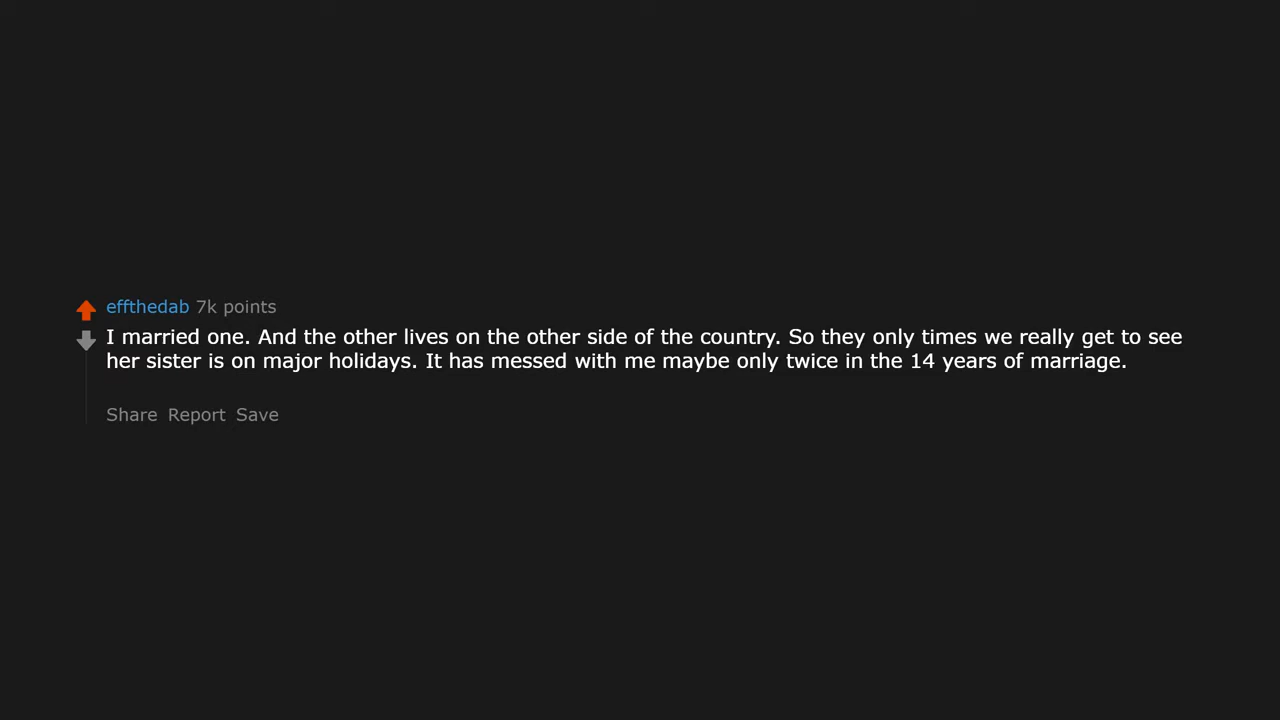 effthedab 7k points
I married one. And the other lives on the other side of the country. So they only times we really get to see
her sister is on major holidays. It has messed with me maybe only twice in the 14 years of marriage.
Share Report Save